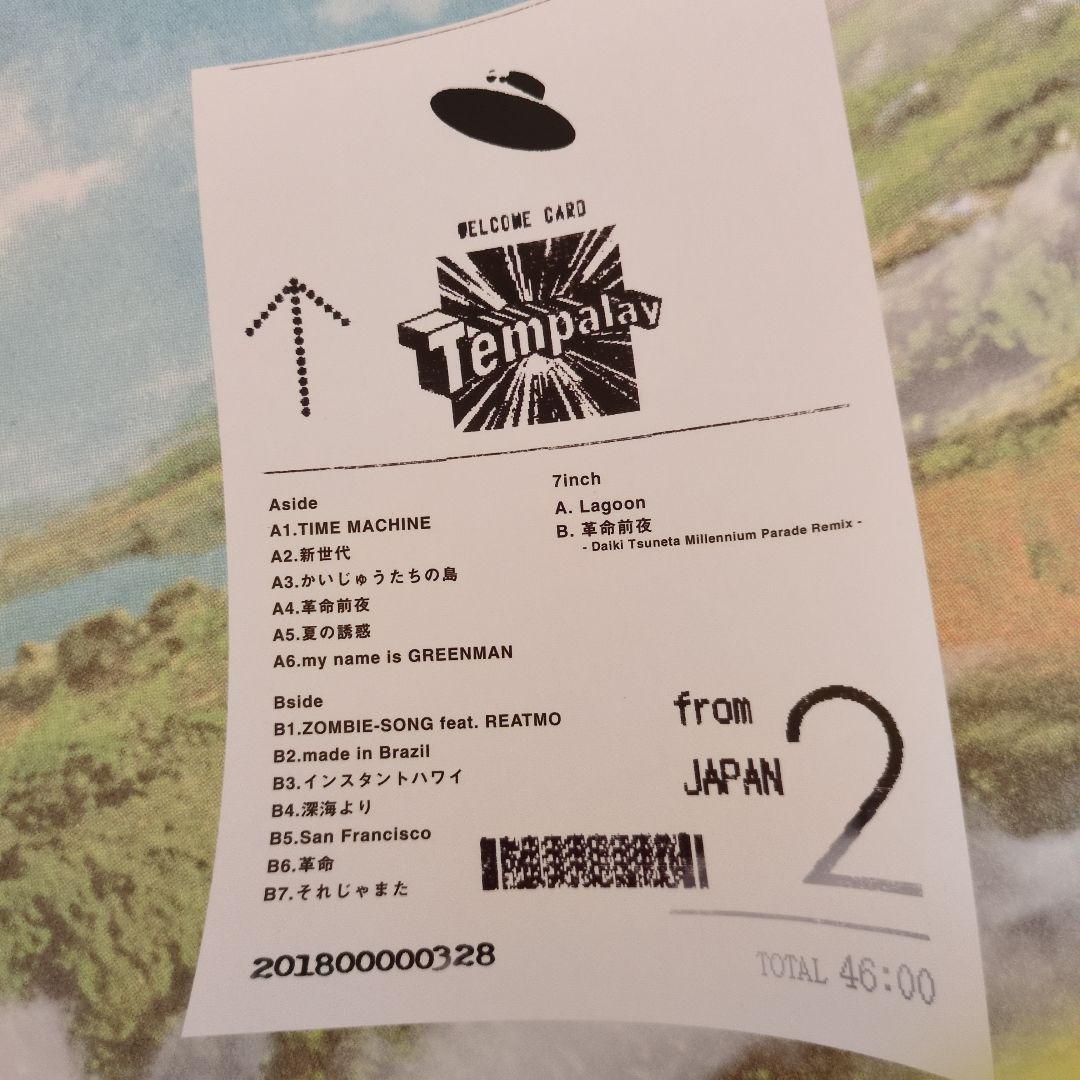 WELCOME CARD
Tempalay
Aside
A1.TIME MACHINE
A2.新世代
A3.かいじゅうたちの島
A4.革命前夜
A5.夏の誘惑
A6.my name is GREENMAN
Bside
B1.ZOMBIE-SONG feat. REATMO
B2.made in Brazil
B3.インスタントハワイ
B4.深海より
B5.San Francisco
B6.革命
B7.それじゃまた
7inch
A. Lagoon
B. 革命前夜
- Daiki Tsuneta Millennium Parade Remix -
from
JAPAN
2
201800000328
TOTAL 46:00